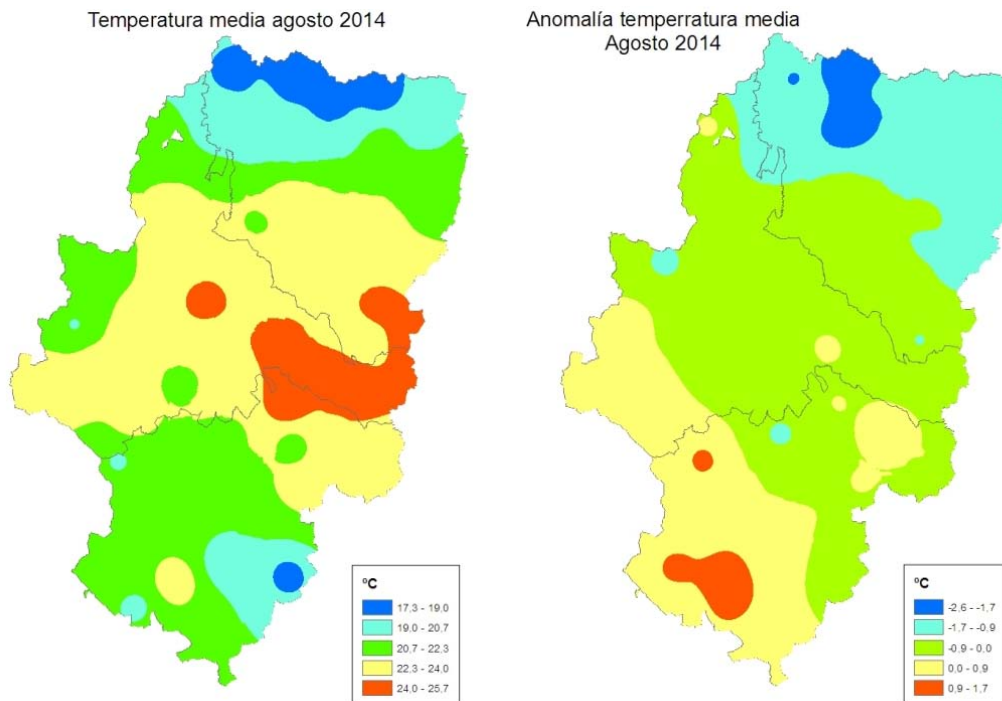 Temperatura media agosto 2014
Anomalía temperratura media
Agosto 2014
ºC
17.3 - 19.0
19.0 - 20.7
20.7 - 22.3
22.3 - 24.0
24.0 - 25.7
ºC
-2.6 - -1.7
-1.7 - -0.9
-0.9 - 0.0
0.0 - 0.9
0.9 - 1.7